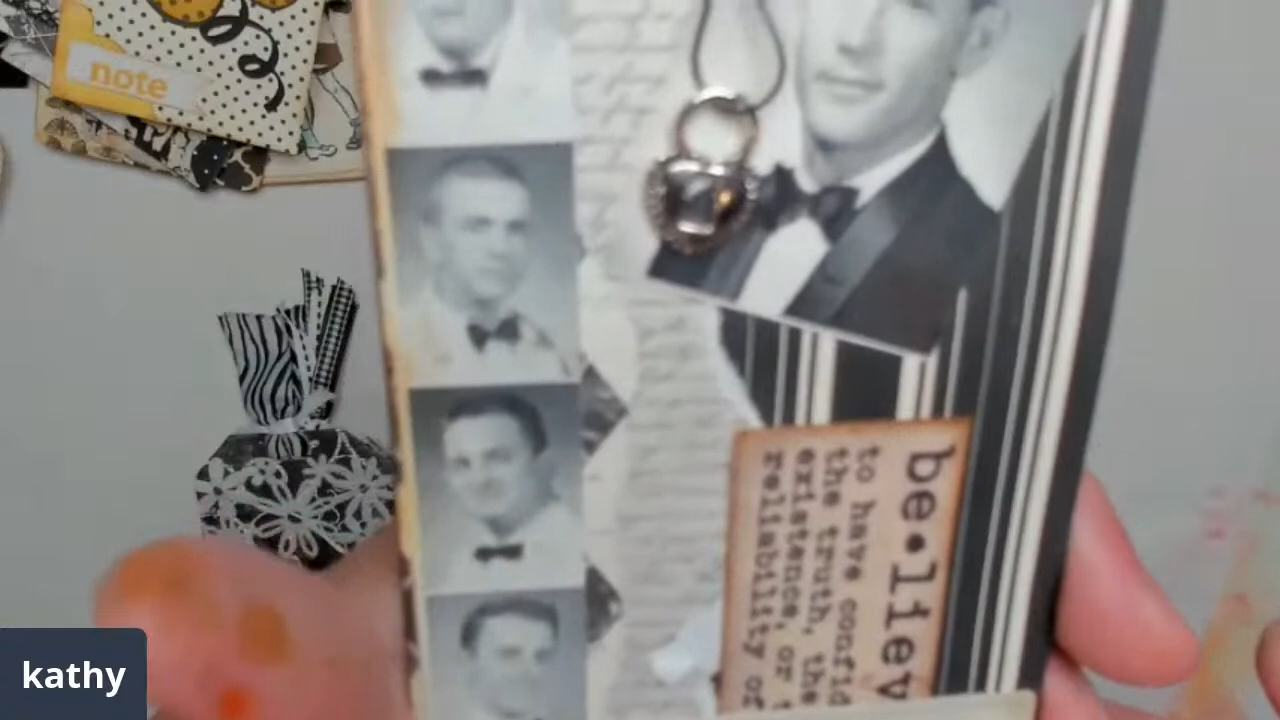 note
be•liev
to have confid
the truth, the
existence, or
reliability of
kathy